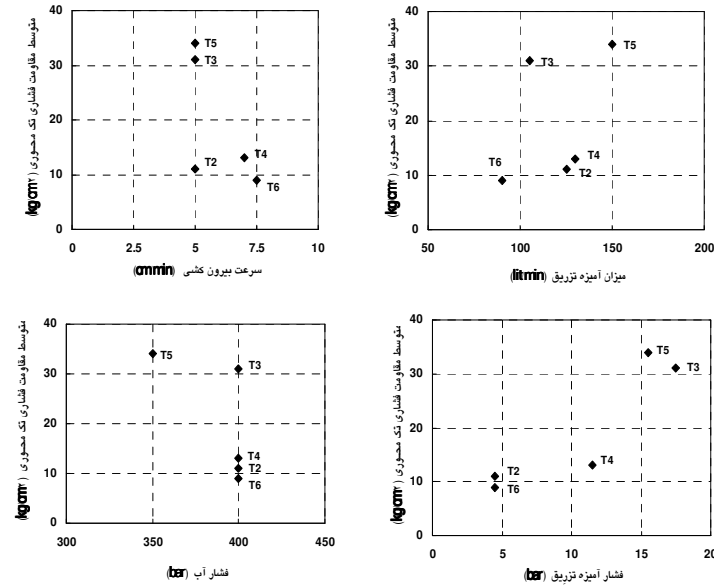 متوسط مقاومت فشاری تک محوری (kg/cm²)
40
30
20
10
0
T5
T3
T2
T4
T6
0 2.5 5 7.5 10
سرعت بیرون کشی (cm/min)
متوسط مقاومت فشاری تک محوری (kg/cm²)
40
30
20
10
0
T5
T3
T6
T4
T2
50 100 150 200
میزان آمیزه تزریق (lit/min)
متوسط مقاومت فشاری تک محوری (kg/cm²)
40
30
20
10
0
T5
T3
T4
T2
T6
300 350 400 450
فشار آب (bar)
متوسط مقاومت فشاری تک محوری (kg/cm²)
40
30
20
10
0
T5
T3
T4
T2
T6
0 5 10 15
فشار آمیزه تزریق (bar)